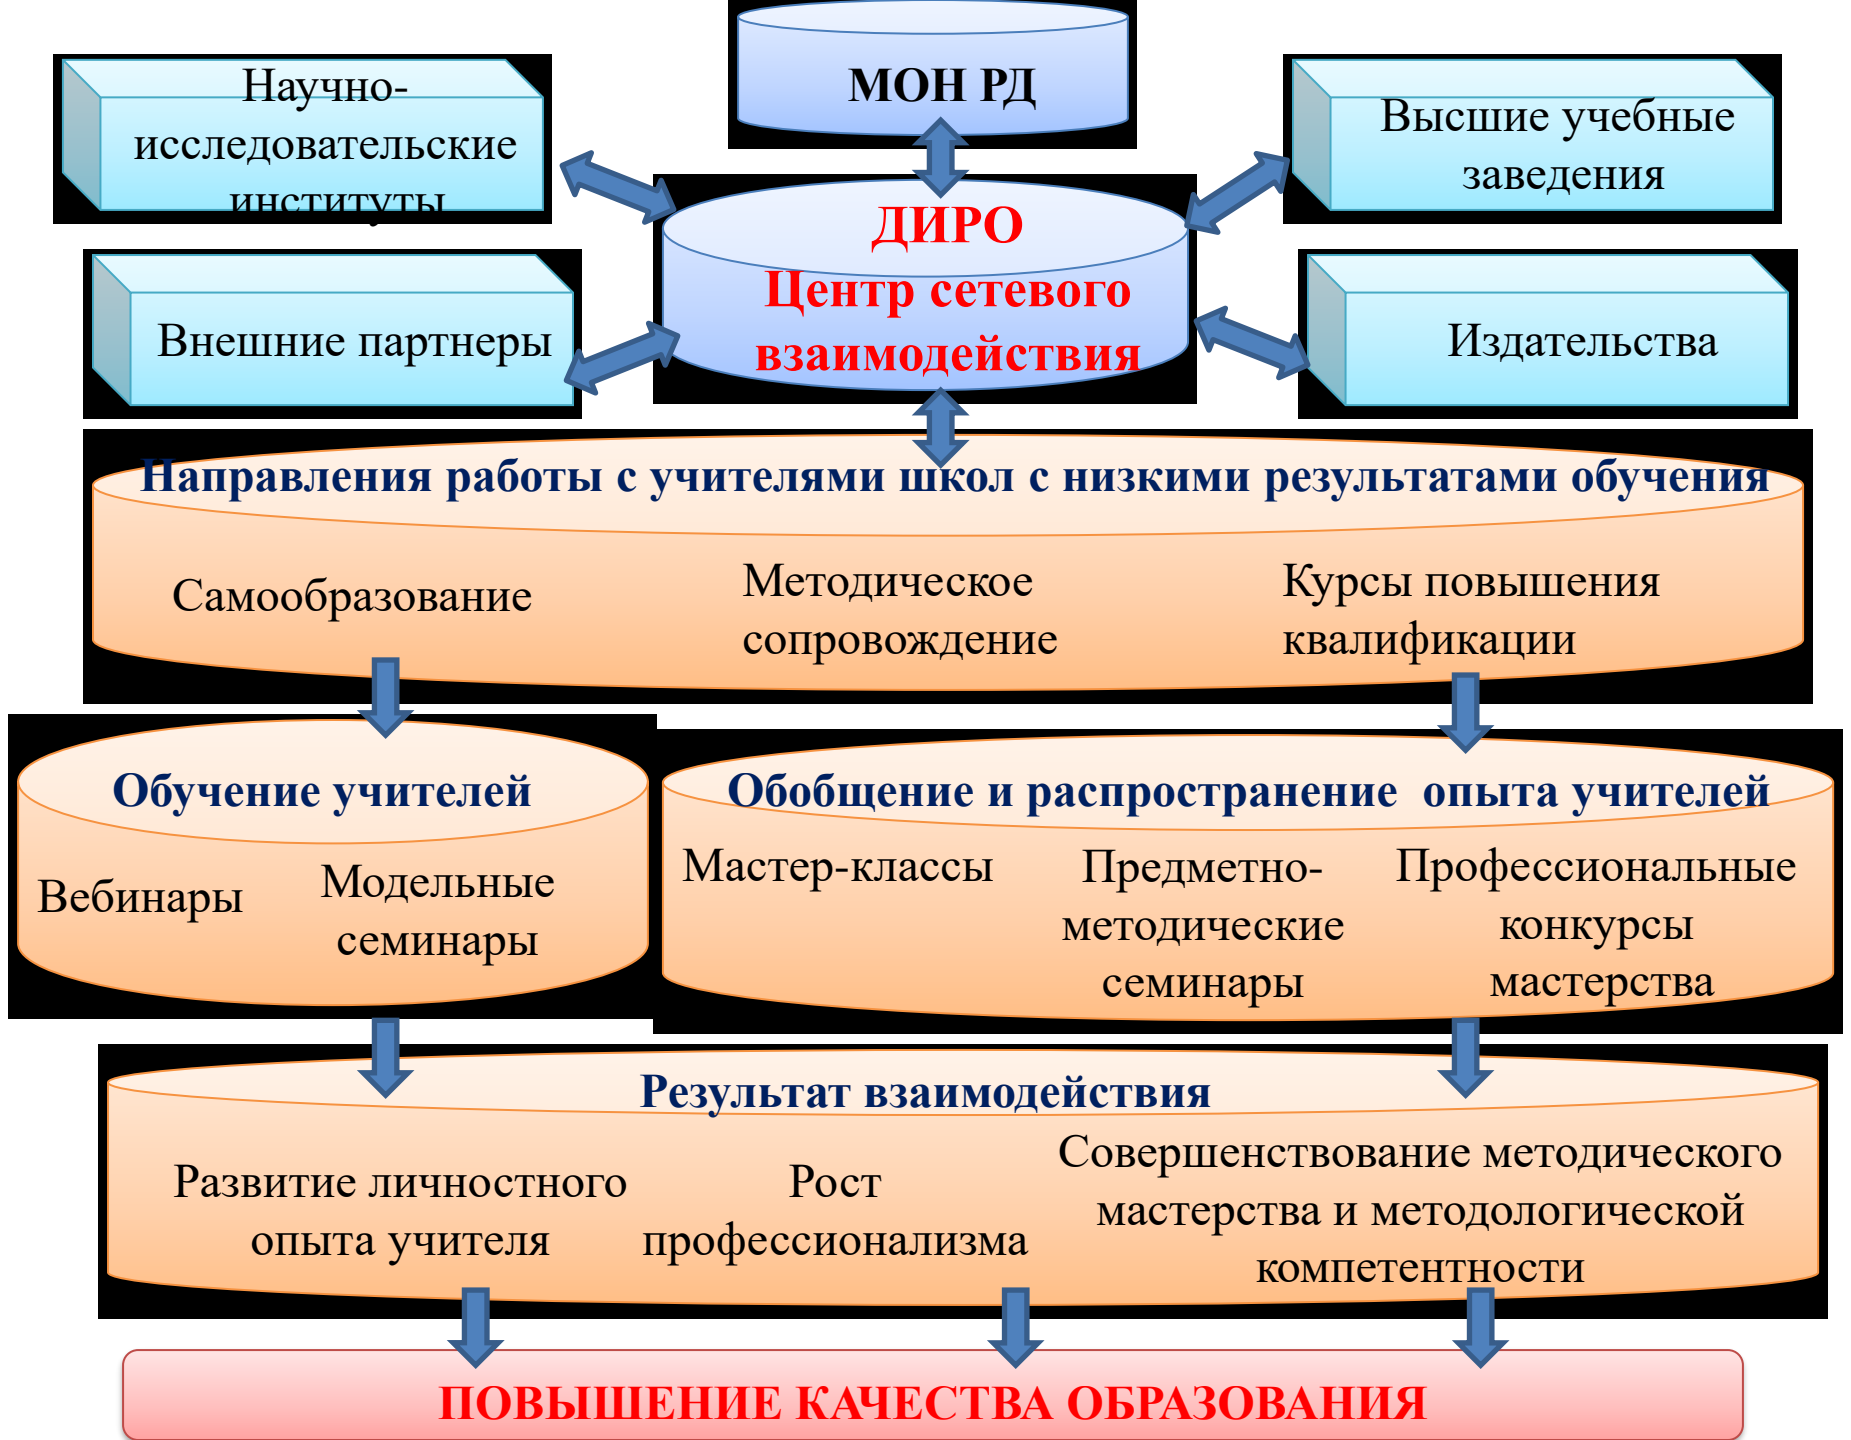 МОН РД
Научно-
исследовательские
институты
Высшие учебные
заведения
ДИРО
Центр сетевого
взаимодействия
Внешние партнеры
Издательства
Направления работы с учителями школ с низкими результатами обучения
Самообразование
Методическое
сопровождение
Курсы повышения
квалификации
Обучение учителей
Вебинары
Модельные
семинары
Обобщение и распространение  опыта учителей
Мастер-классы
Предметно-
методические
семинары
Профессиональные
конкурсы
мастерства
Результат взаимодействия
Развитие личностного
опыта учителя
Рост
профессионализма
Совершенствование методического
мастерства и методологической
компетентности
ПОВЫШЕНИЕ КАЧЕСТВА ОБРАЗОВАНИЯ